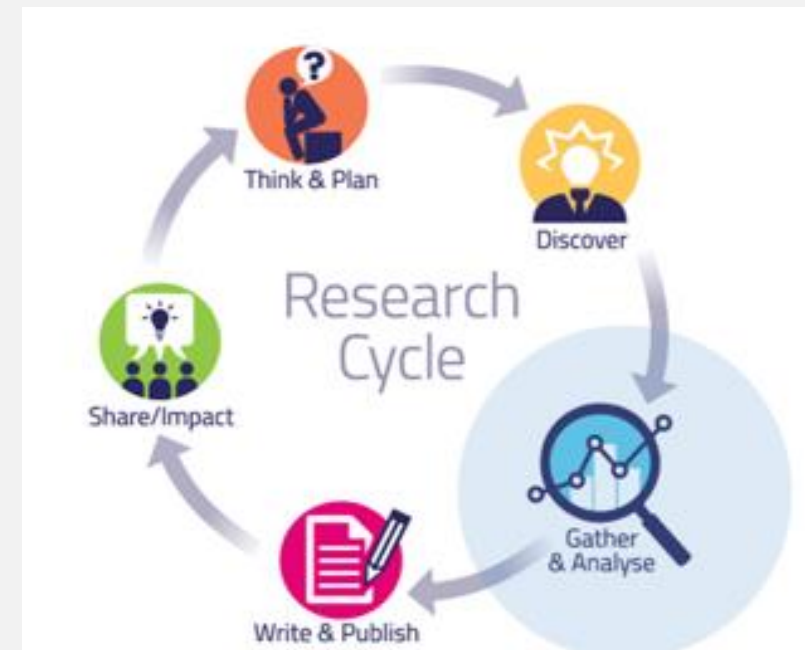 ?
Think & Plan
Discover
Research
Cycle
Share/Impact
Gather
& Analyse
Write & Publish